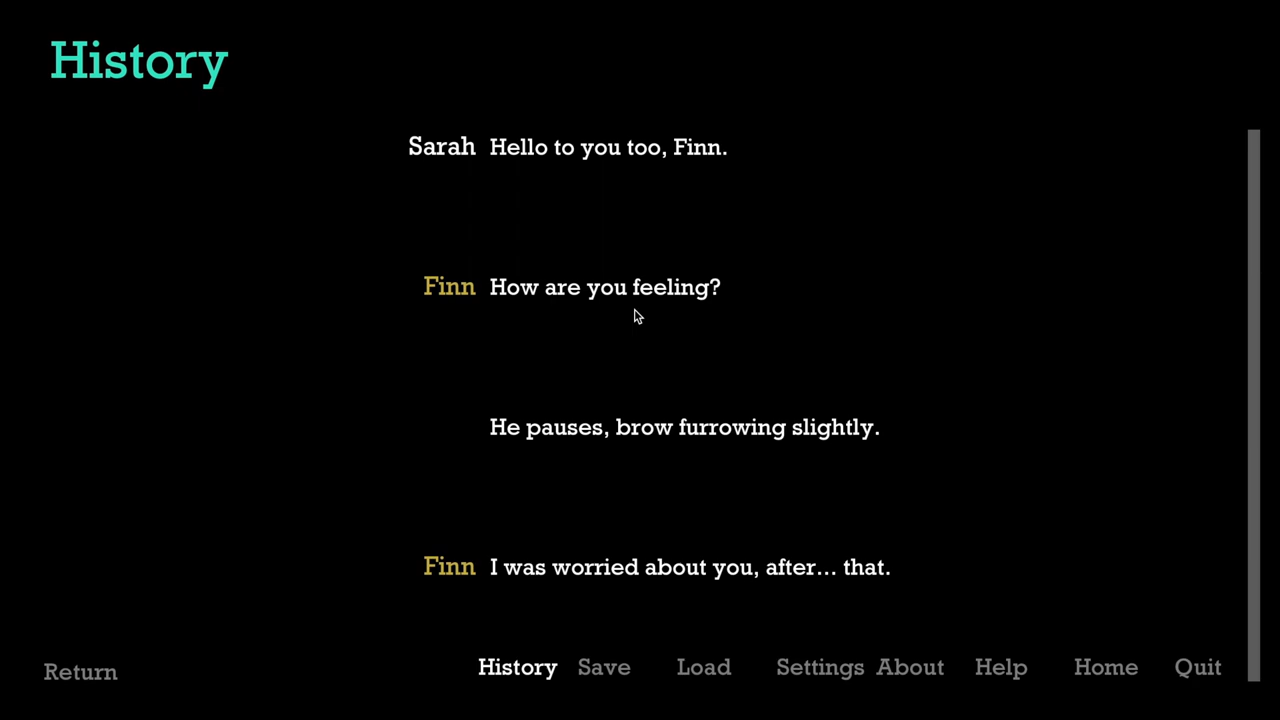 History
Sarah Hello to you too, Finn.
Finn How are you feeling?
He pauses, brow furrowing slightly.
Finn I was worried about you, after... that.
Return History Save Load Settings About Help Home Quit